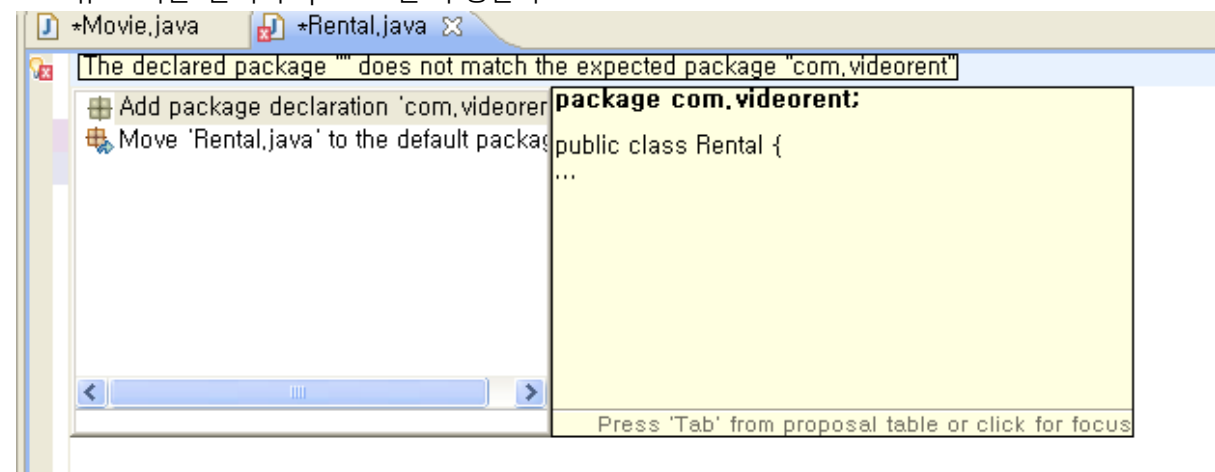 *Movie.java
*Rental.java
The declared package "" does not match the expected package "com.videorent"
Add package declaration 'com.videorer
Move 'Rental.java' to the default packag
package com.videorent;
public class Rental {
...
Press 'Tab' from proposal table or click for focus